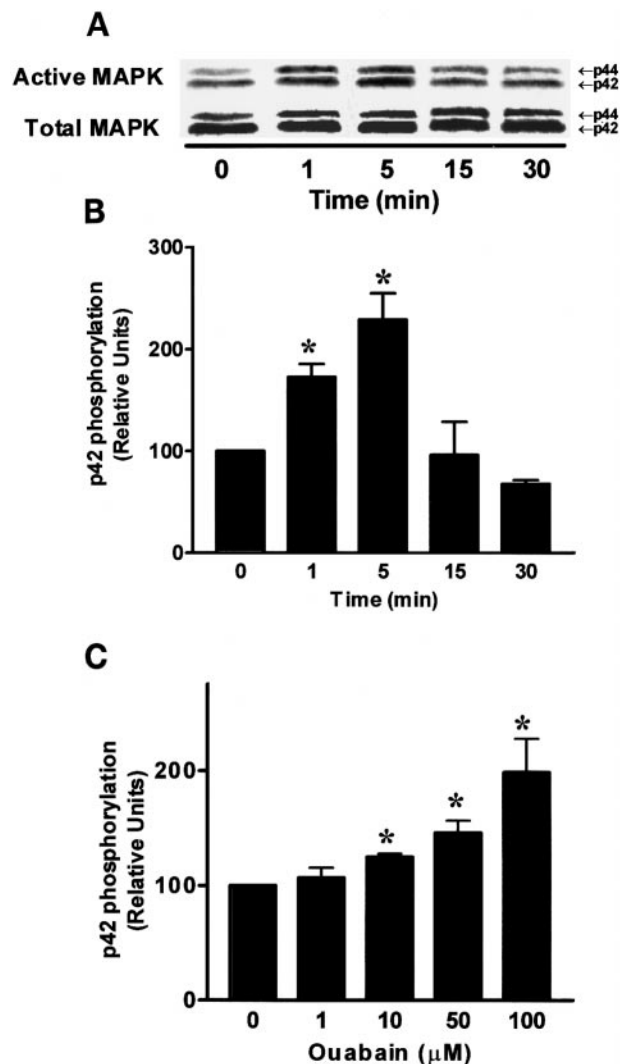 A
Active MAPK
←p44
←p42
Total MAPK
←p44
←p42
0 1 5 15 30
Time (min)
B
p42 phosphorylation
(Relative Units)
300
200
100
0
* *
0 1 5 15 30
Time (min)
C
p42 phosphorylation
(Relative Units)
200
100
0
* * *
0 1 10 50 100
Ouabain (μM)